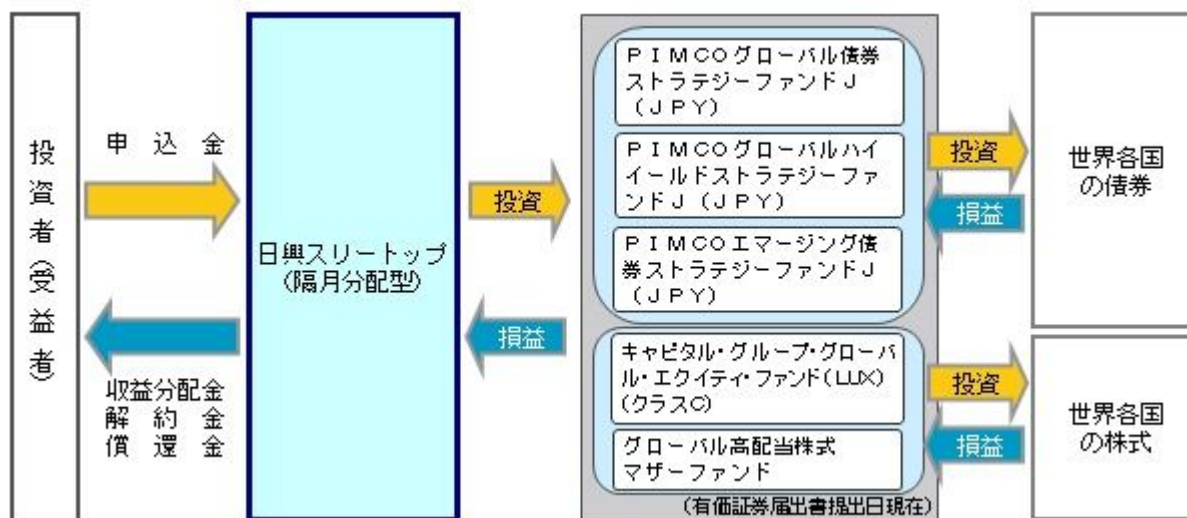 投資者(受益者)
申込金
収益分配金
解約金
償還金
日興スリートップ
(隔月分配型)
投資
損益
PIMCOグローバル債券
ストラテジーファンドJ
(JPY)
PIMCOグローバルハイ
イールドストラテジーファ
ンドJ(JPY)
PIMCOエマージング債
券ストラテジーファンドJ
(JPY)
キャピタル・グループ・グローバ
ル・エクイティ・ファンド(LUX)
(クラスC)
グローバル高配当株式
マザーファンド
(有価証券届出書提出日現在)
投資
損益
世界各国
の債券
投資
損益
世界各国
の株式